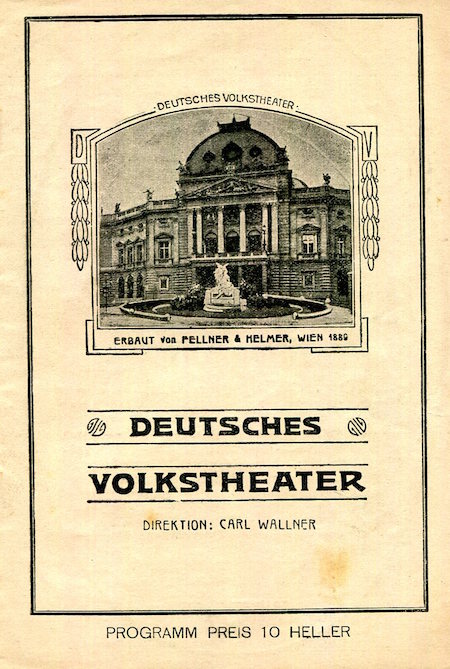 DEUTSCHES VOLKSTHEATER
D V
ERBAUT von FELLNER & HELMER, WIEN 1889
DEUTSCHES
VOLKSTHEATER
DIREKTION: CARL WALLNER
PROGRAMM PREIS 10 HELLER